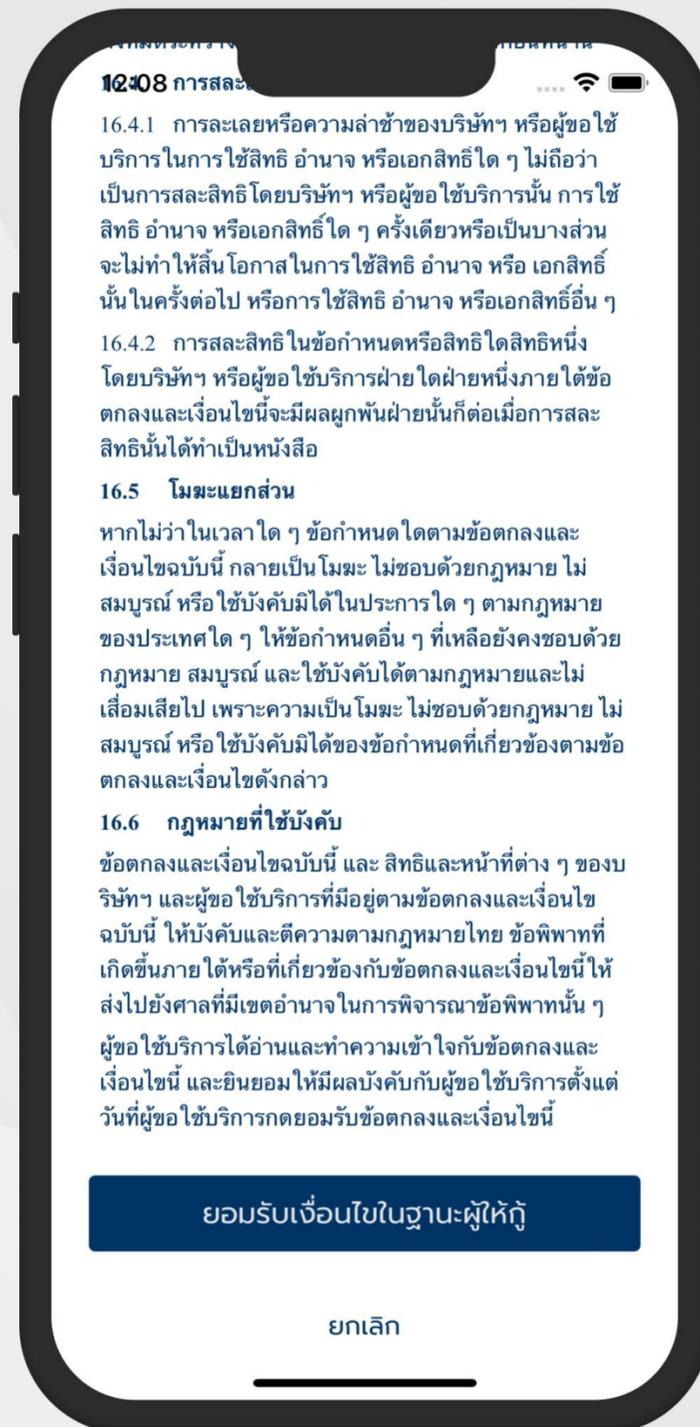 12:08
16.4 การสละ
16.4.1 การละเลยหรือความล่าช้าของบริษัทฯ หรือผู้ขอใช้
บริการในการใช้สิทธิ อำนาจ หรือเอกสิทธิ์ใด ๆ ไม่ถือว่า
เป็นการสละสิทธิโดยบริษัทฯ หรือผู้ขอใช้บริการนั้น การใช้
สิทธิ อำนาจ หรือเอกสิทธิ์ใด ๆ ครั้งเดียวหรือเป็นบางส่วน
จะไม่ทำให้สิ้นโอกาสในการใช้สิทธิ อำนาจ หรือ เอกสิทธิ์
นั้นในครั้งต่อไป หรือการใช้สิทธิ อำนาจ หรือเอกสิทธิ์อื่น ๆ
16.4.2 การสละสิทธิในข้อกำหนดหรือสิทธิใดสิทธิหนึ่ง
โดยบริษัทฯ หรือผู้ขอใช้บริการฝ่ายใดฝ่ายหนึ่งภายใต้ข้อ
ตกลงและเงื่อนไขนี้จะมีผลผูกพันฝ่ายนั้นก็ต่อเมื่อการสละ
สิทธินั้นได้ทำเป็นหนังสือ
16.5 โมฆะแยกส่วน
หากไม่ว่าในเวลาใด ๆ ข้อกำหนดใดตามข้อตกลงและ
เงื่อนไขฉบับนี้ กลายเป็นโมฆะ ไม่ชอบด้วยกฎหมาย ไม่
สมบูรณ์ หรือใช้บังคับมิได้ในประการใด ๆ ตามกฎหมาย
ของประเทศใด ๆ ให้ข้อกำหนดอื่น ๆ ที่เหลือยังคงชอบด้วย
กฎหมาย สมบูรณ์ และใช้บังคับได้ตามกฎหมายและไม่
เสื่อมเสียไป เพราะความเป็นโมฆะ ไม่ชอบด้วยกฎหมาย ไม่
สมบูรณ์ หรือใช้บังคับมิได้ของข้อกำหนดที่เกี่ยวข้องตามข้อ
ตกลงและเงื่อนไขดังกล่าว
16.6 กฎหมายที่ใช้บังคับ
ข้อตกลงและเงื่อนไขฉบับนี้ และ สิทธิและหน้าที่ต่าง ๆ ของบ
ริษัทฯ และผู้ขอใช้บริการที่มีอยู่ตามข้อตกลงและเงื่อนไข
ฉบับนี้ ให้บังคับและตีความตามกฎหมายไทย ข้อพิพาทที่
เกิดขึ้นภายใต้หรือที่เกี่ยวข้องกับข้อตกลงและเงื่อนไขนี้ให้
ส่งไปยังศาลที่มีเขตอำนาจในการพิจารณาข้อพิพาทนั้น ๆ
ผู้ขอใช้บริการได้อ่านและทำความเข้าใจกับข้อตกลงและ
เงื่อนไขนี้ และยินยอมให้มีผลบังคับกับผู้ขอใช้บริการตั้งแต่
วันที่ผู้ขอใช้บริการกดยอมรับข้อตกลงและเงื่อนไขนี้
ยอมรับเงื่อนไขในฐานะผู้ให้กู้
ยกเลิก